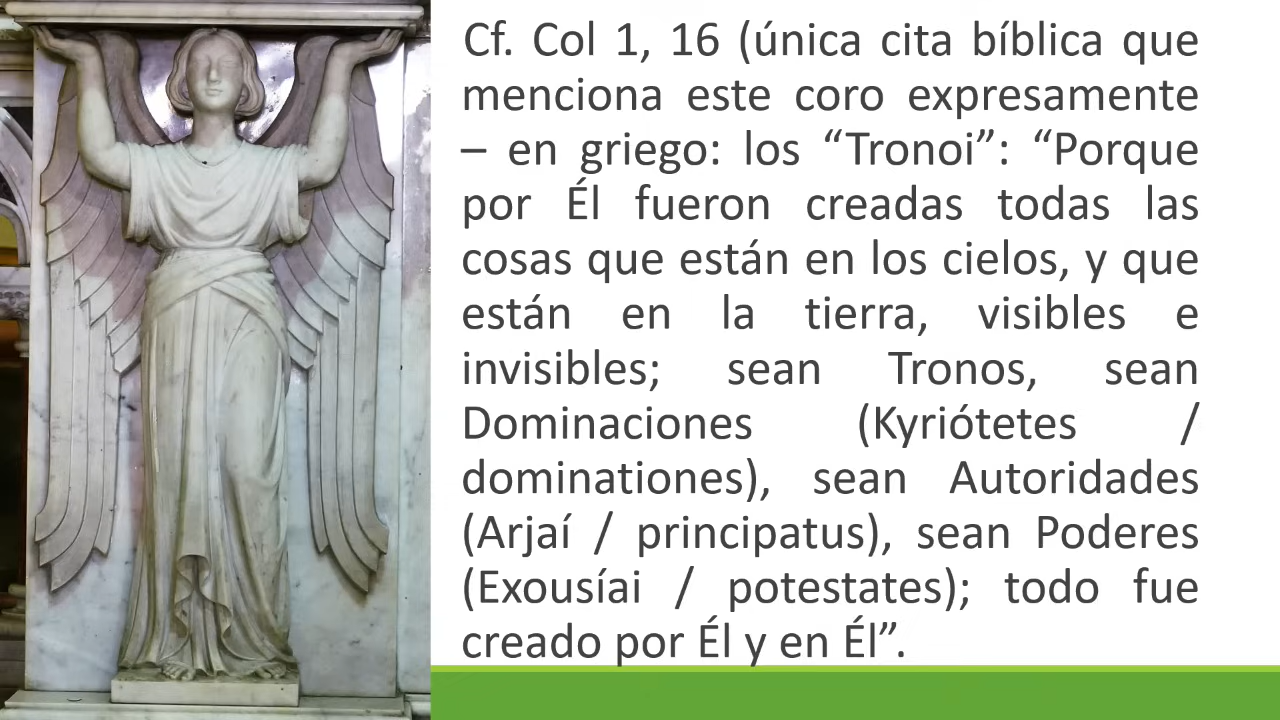 Cf. Col 1, 16 (única cita bíblica que
menciona este coro expresamente
– en griego: los “Tronoi”: “Porque
por Él fueron creadas todas las
cosas que están en los cielos, y que
están en la tierra, visibles e
invisibles; sean Tronos, sean
Dominaciones (Kyriótetes /
dominationes), sean Autoridades
(Arjaí / principatus), sean Poderes
(Exousíai / potestates); todo fue
creado por Él y en Él”.